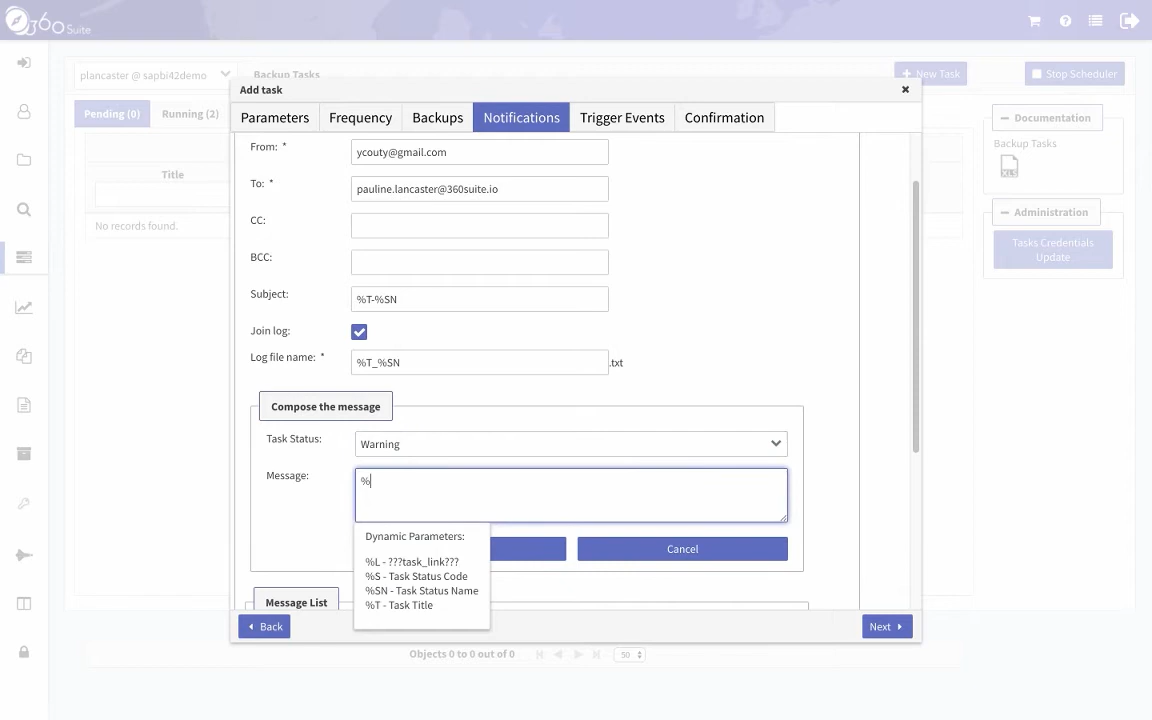 360Suite
plancaster @ sapbi42demo
Backup Tasks
+ New Task
Stop Scheduler
Add task
Pending (0)
Running (2)
Parameters
Frequency
Backups
Notifications
Trigger Events
Confirmation
Documentation
Backup Tasks
XLS
Administration
Tasks Credentials
Update
Title
No records found.
From: *
ycouty@gmail.com
To: *
pauline.lancaster@360suite.io
CC:
BCC:
Subject:
%T-%SN
Join log:
Log file name: *
%T_%SN
.txt
Compose the message
Task Status:
Warning
Message:
%
Dynamic Parameters:
%L - ???task_link???
%S - Task Status Code
%SN - Task Status Name
%T - Task Title
Cancel
Message List
Back
Next
Objects 0 to 0 out of 0
50